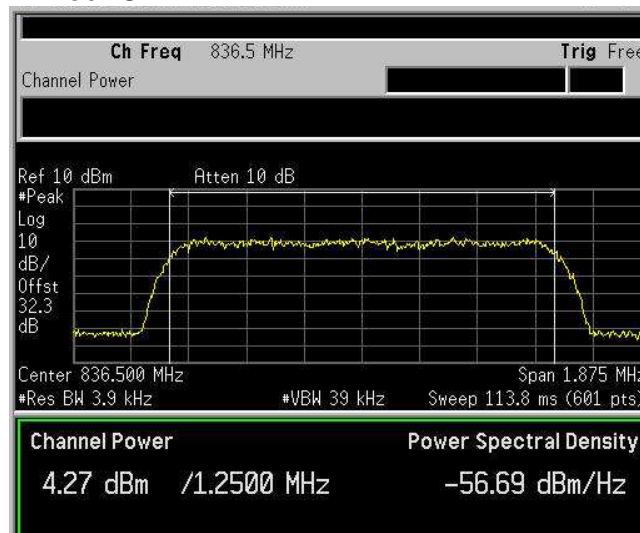 Ch Freq 836.5 MHz Trig Free
Channel Power
Ref 10 dBm Atten 10 dB
#Peak
Log
10
dB/
Offst
32.3
dB
Center 836.500 MHz Span 1.875 MHz
#Res BW 3.9 kHz #VBW 39 kHz Sweep 113.8 ms (601 pts)
Channel Power Power Spectral Density
4.27 dBm /1.2500 MHz -56.69 dBm/Hz